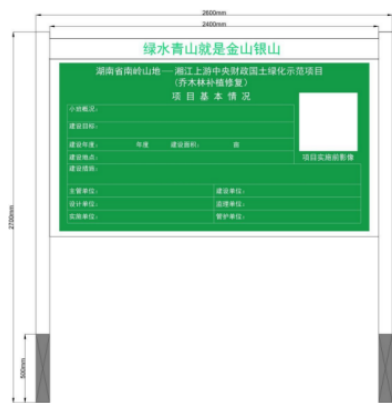 2600mm
2400mm
绿水青山就是金山银山
湖南省南岭山地——湘江上游中央财政国土绿化示范项目
（乔木林补植修复）
项目基本情况
小班概况：
建设目标：
建设年度： 年度 建设面积： 亩
建设地点：
项目实施前影像
建设措施：
主管单位： 建设单位：
设计单位： 监理单位：
实施单位： 管护单位：
2700mm
500mm